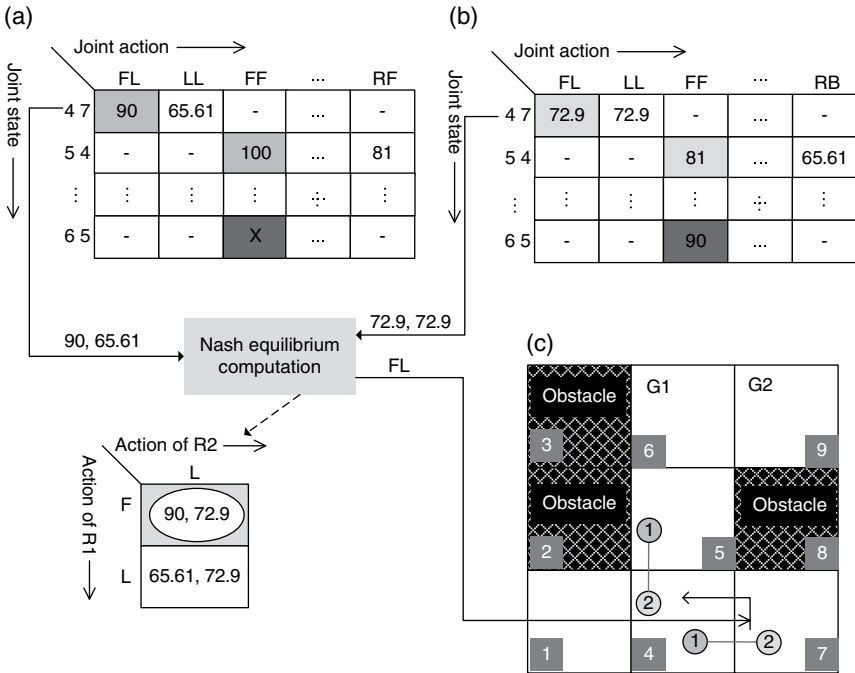 (a)
Joint action
Joint state
FL LL FF ... RF
4 7 90 65.61 - ... -
5 4 - - 100 ... 81
⋮ ⋮ ⋮ ⋮ ⋮ ⋮
6 5 - - X ... -
(b)
Joint action
Joint state
FL LL FF ... RB
4 7 72.9 72.9 - ... -
5 4 - - 81 ... 65.61
⋮ ⋮ ⋮ ⋮ ⋮ ⋮
6 5 - - 90 ... -
90, 65.61
Nash equilibrium
computation
72.9, 72.9
FL
Action of R2
Action of R1
L
F 90, 72.9
L 65.61, 72.9
(c)
Obstacle G1 G2
3 6 9
Obstacle Obstacle
1
2 5 8
2
1 2
1 4 7